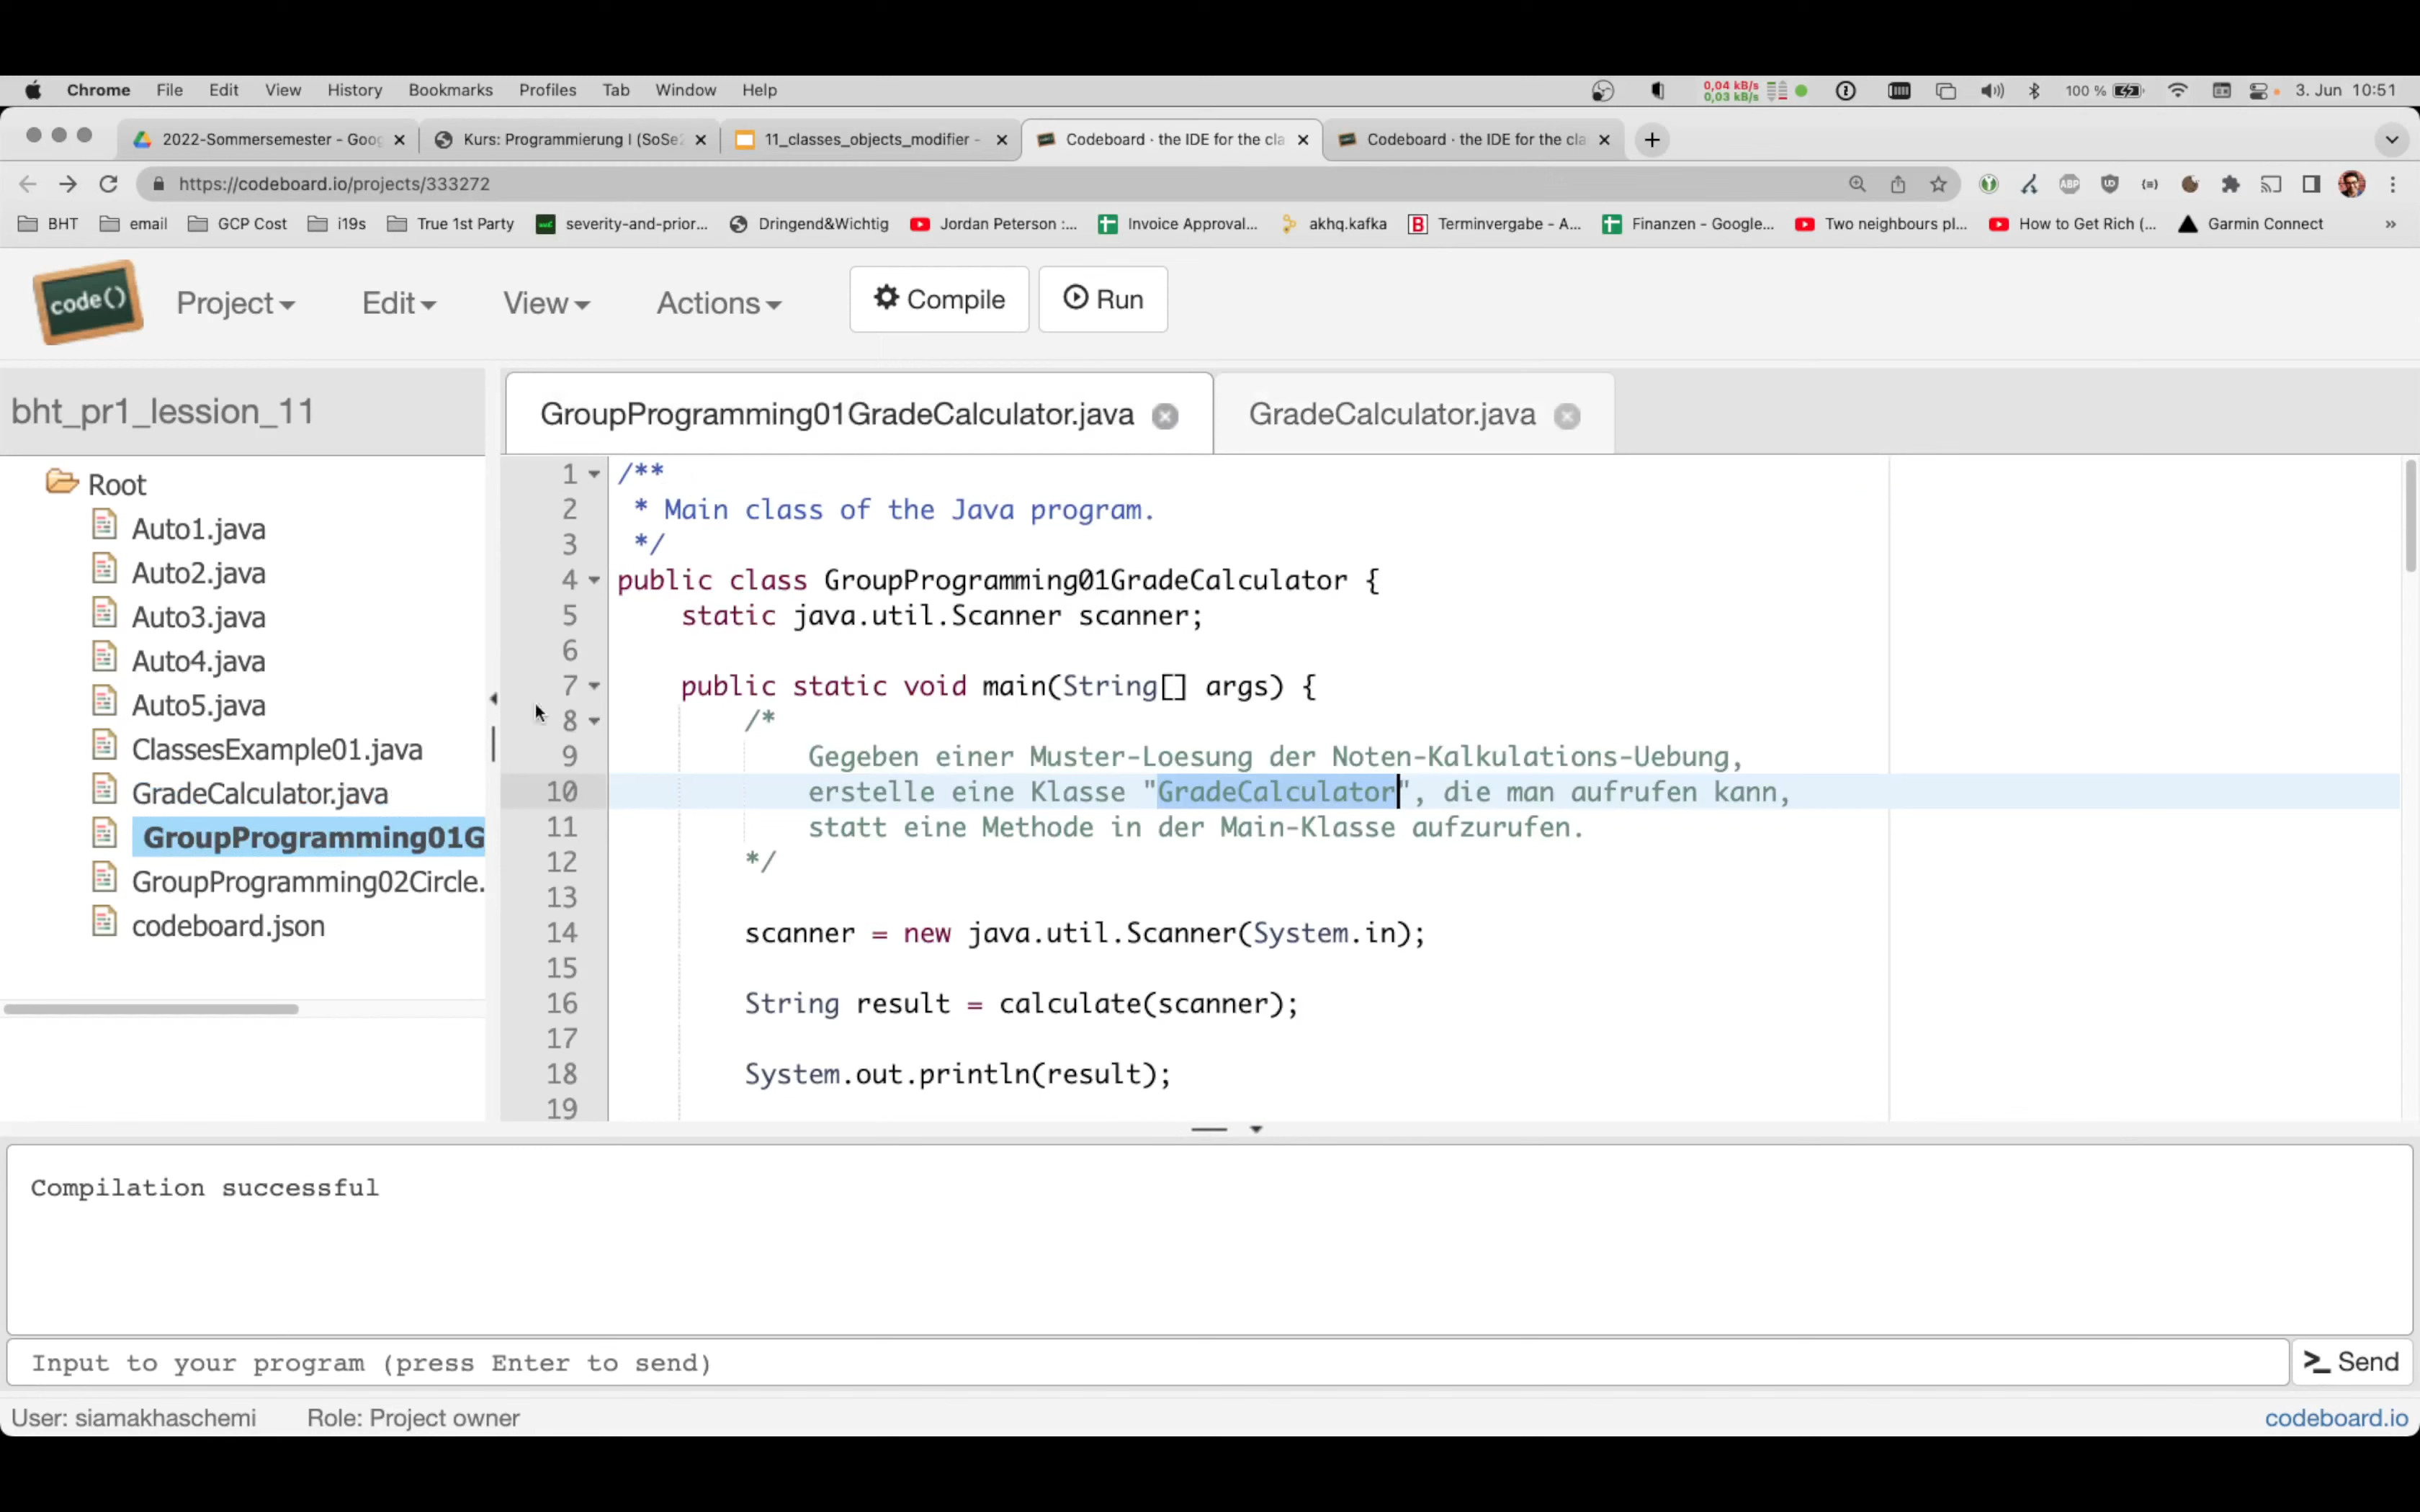 Chrome File Edit View History Bookmarks Profiles Tab Window Help 0,04 kB/s 0,03 kB/s 100 % 3. Jun 10:51
2022-Sommersemester - Goog Kurs: Programmierung I (SoSe2 11_classes_objects_modifier - Codeboard · the IDE for the cla Codeboard · the IDE for the cla
https://codeboard.io/projects/333272
BHT email GCP Cost i19s True 1st Party severity-and-prior... Dringend&Wichtig Jordan Peterson :... Invoice Approval... akhq.kafka Terminvergabe - A... Finanzen - Google... Two neighbours pl... How to Get Rich (... Garmin Connect »
code() Project Edit View Actions Compile Run
bht_pr1_lession_11
Root
Auto1.java
Auto2.java
Auto3.java
Auto4.java
Auto5.java
ClassesExample01.java
GradeCalculator.java
GroupProgramming01G
GroupProgramming02Circle.
codeboard.json
GroupProgramming01GradeCalculator.java GradeCalculator.java
1 /**
2 * Main class of the Java program.
3 */
4 public class GroupProgramming01GradeCalculator {
5 static java.util.Scanner scanner;
6
7 public static void main(String[] args) {
8 /*
9 Gegeben einer Muster-Loesung der Noten-Kalkulations-Uebung,
10 erstelle eine Klasse "GradeCalculator", die man aufrufen kann,
11 statt eine Methode in der Main-Klasse aufzurufen.
12 */
13
14 scanner = new java.util.Scanner(System.in);
15
16 String result = calculate(scanner);
17
18 System.out.println(result);
19
Compilation successful
Input to your program (press Enter to send) >_ Send
User: siamakhaschemi Role: Project owner codeboard.io